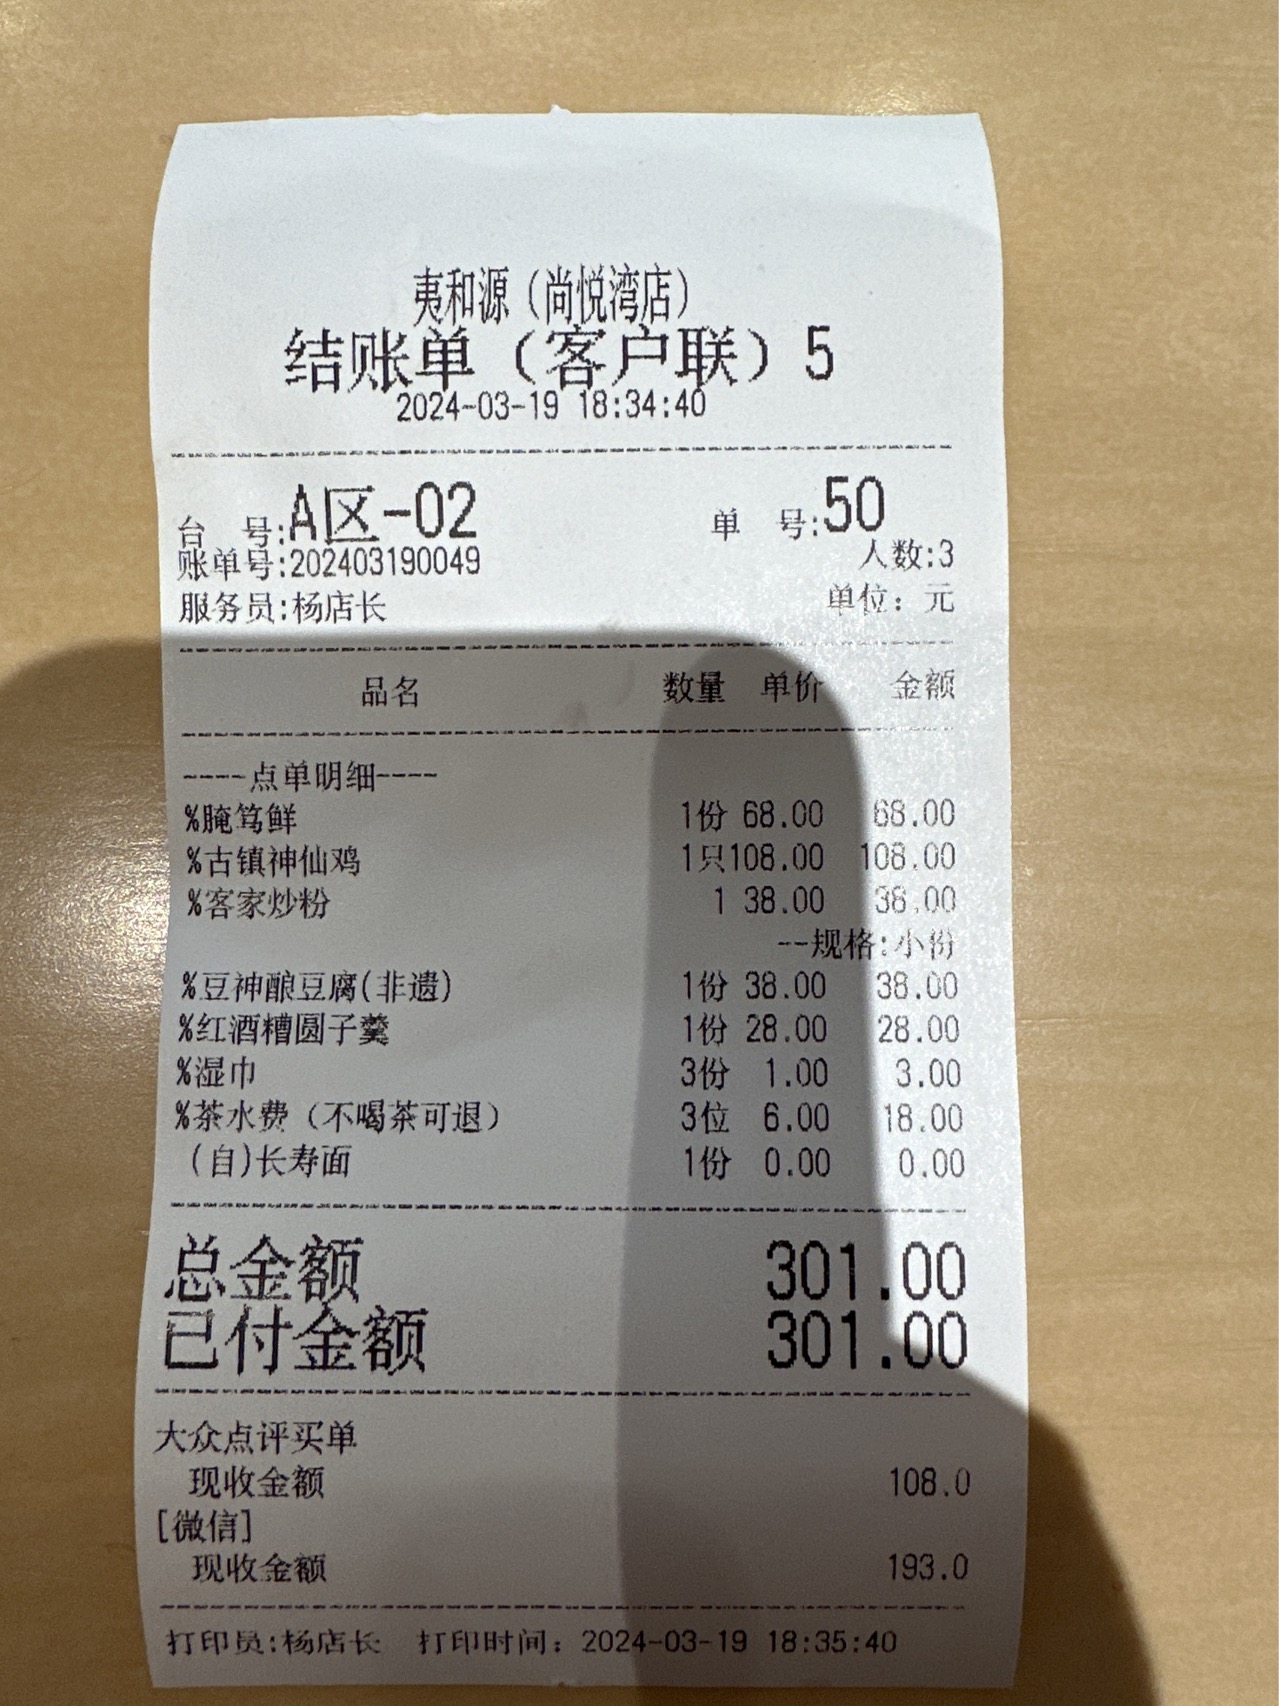 夷和源（尚悦湾店）
结账单（客户联）5
2024-03-19 18:34:40
台 号:A区-02 单 号:50
账单号:202403190049 人数:3
服务员:杨店长 单位：元
品名 数量 单价 金额
----点单明细----
%腌笃鲜 1份 68.00 68.00
%古镇神仙鸡 1只108.00 108.00
%客家炒粉 1 38.00 38.00
--规格:小份
%豆神酿豆腐(非遗) 1份 38.00 38.00
%红酒糟圆子羹 1份 28.00 28.00
%湿巾 3份 1.00 3.00
%茶水费（不喝茶可退） 3位 6.00 18.00
(自)长寿面 1份 0.00 0.00
总金额 301.00
已付金额 301.00
大众点评买单
现收金额 108.0
[微信]
现收金额 193.0
打印员:杨店长 打印时间：2024-03-19 18:35:40